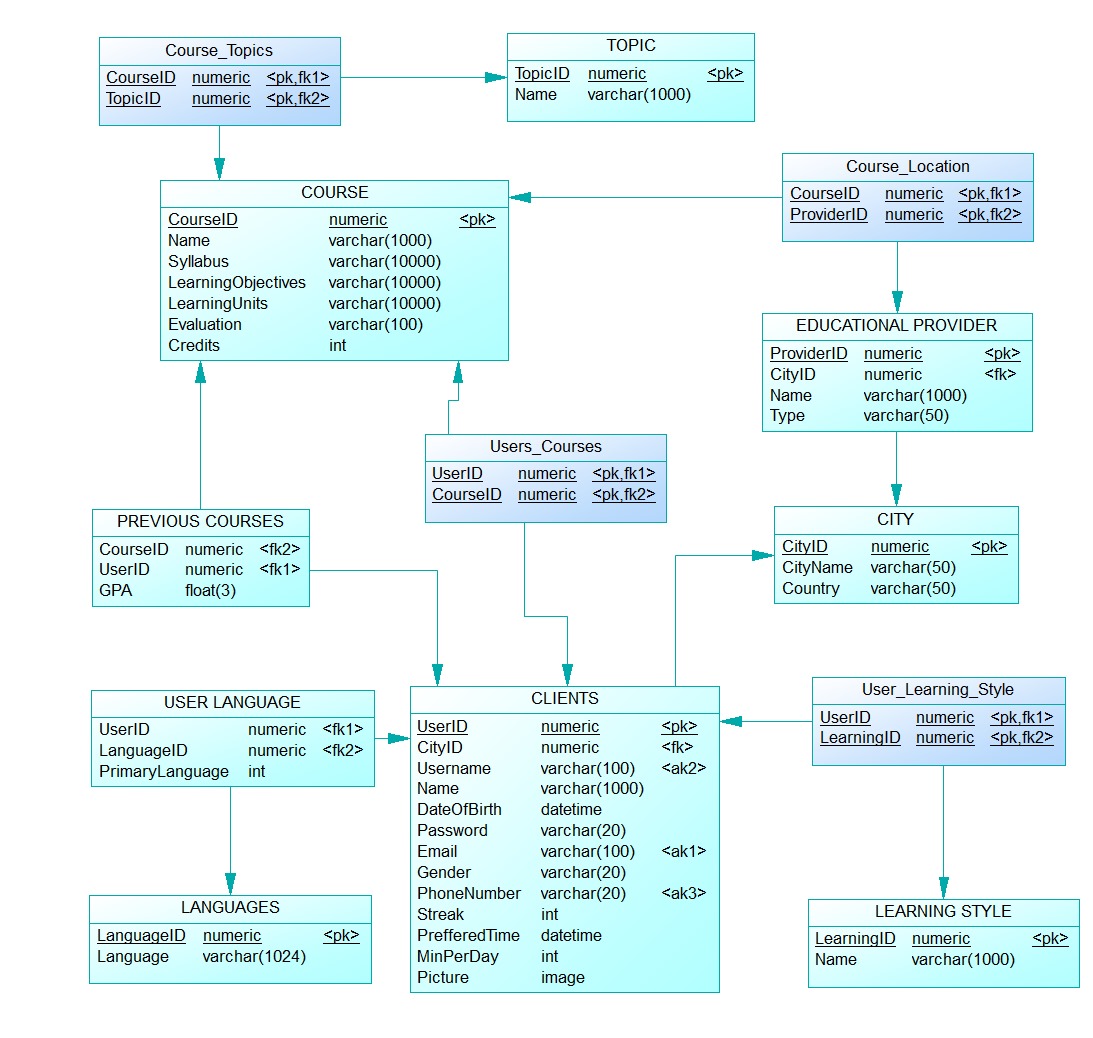 Course_Topics
CourseID numeric <pk,fk1>
TopicID numeric <pk,fk2>
TOPIC
TopicID numeric <pk>
Name varchar(1000)
Course_Location
CourseID numeric <pk,fk1>
ProviderID numeric <pk,fk2>
COURSE
CourseID numeric <pk>
Name varchar(1000)
Syllabus varchar(10000)
LearningObjectives varchar(10000)
LearningUnits varchar(10000)
Evaluation varchar(100)
Credits int
EDUCATIONAL PROVIDER
ProviderID numeric <pk>
CityID numeric <fk>
Name varchar(1000)
Type varchar(50)
Users_Courses
UserID numeric <pk,fk1>
CourseID numeric <pk,fk2>
PREVIOUS COURSES
CourseID numeric <fk2>
UserID numeric <fk1>
GPA float(3)
CITY
CityID numeric <pk>
CityName varchar(50)
Country varchar(50)
USER LANGUAGE
UserID numeric <fk1>
LanguageID numeric <fk2>
PrimaryLanguage int
CLIENTS
UserID numeric <pk>
CityID numeric <fk>
Username varchar(100) <ak2>
Name varchar(1000)
DateOfBirth datetime
Password varchar(20)
Email varchar(100) <ak1>
Gender varchar(20)
PhoneNumber varchar(20) <ak3>
Streak int
PrefferedTime datetime
MinPerDay int
Picture image
User_Learning_Style
UserID numeric <pk,fk1>
LearningID numeric <pk,fk2>
LANGUAGES
LanguageID numeric <pk>
Language varchar(1024)
LEARNING STYLE
LearningID numeric <pk>
Name varchar(1000)